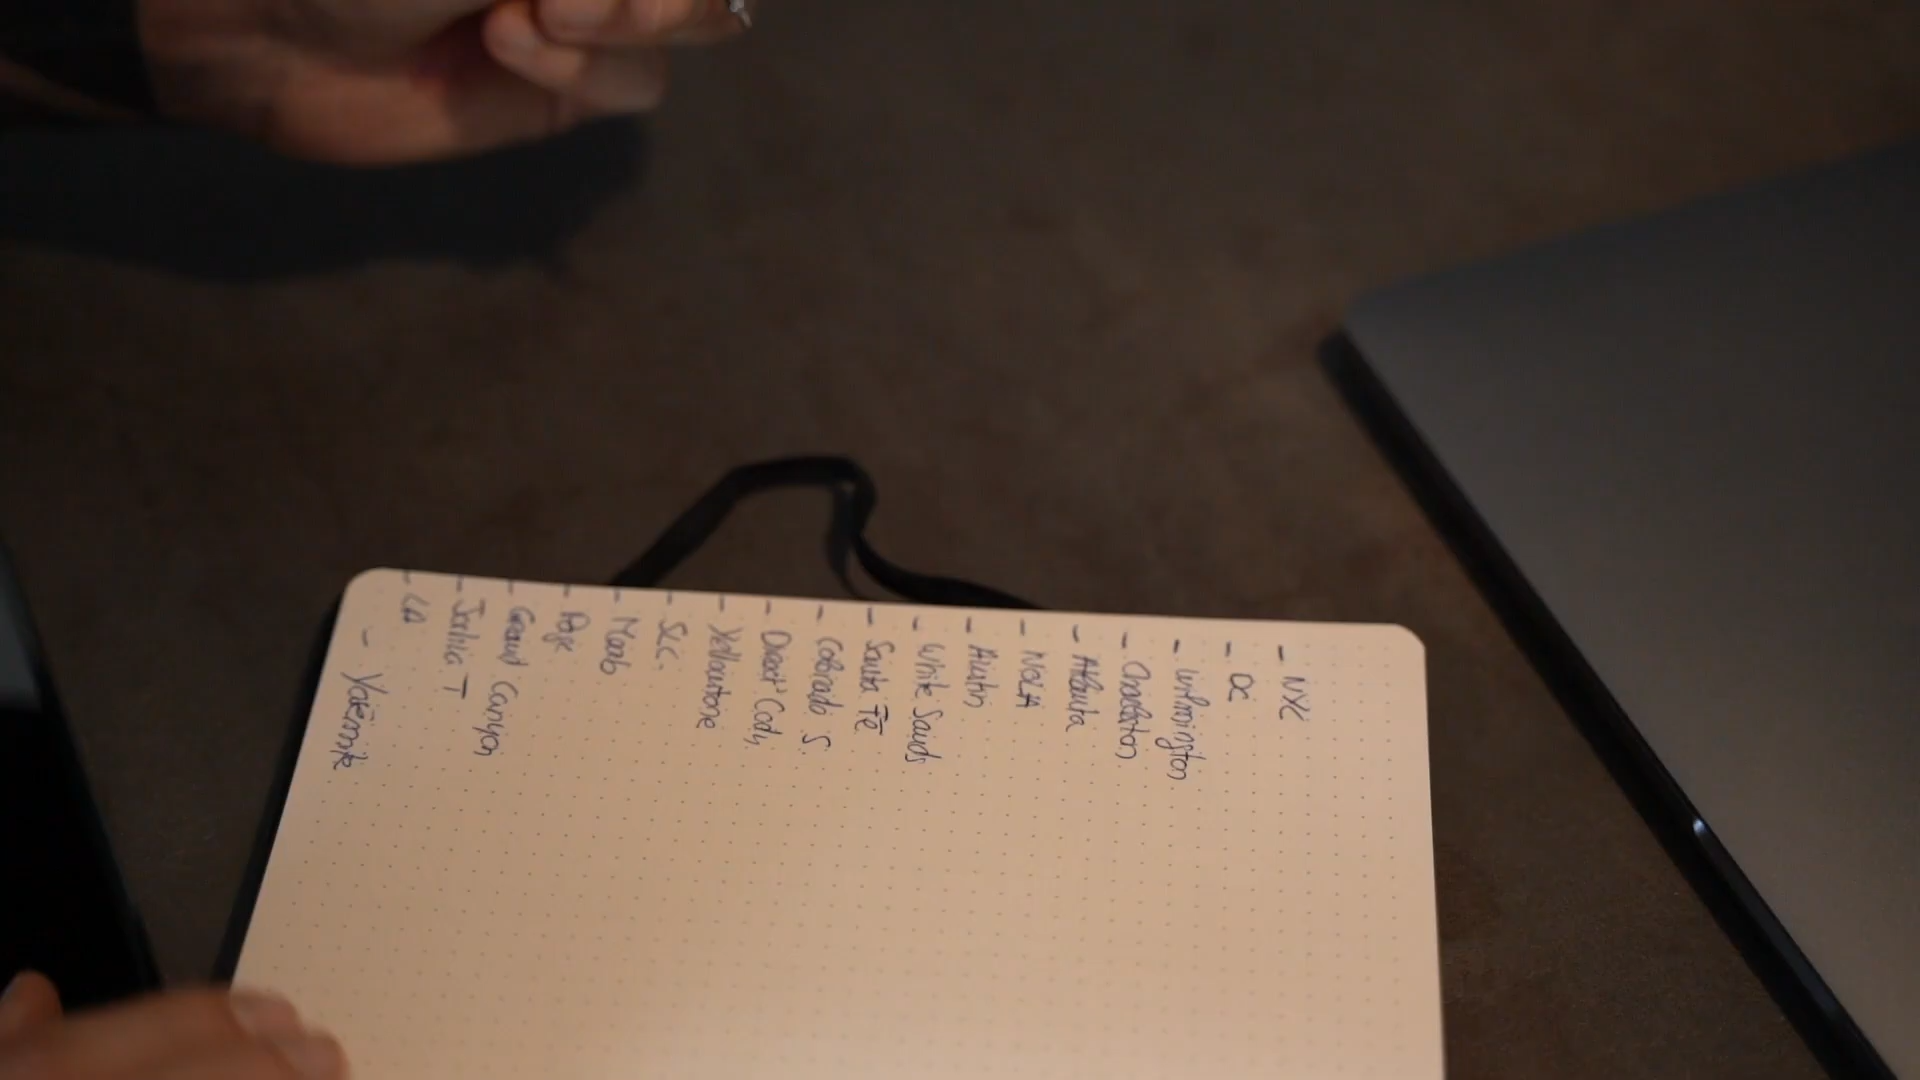 - NYC
- DC
- Wilmington
- Charleston
- Atlanta
- NOLA
- Austin
- White Sands
- Santa Fe
- Colorado S.
- Cody
- Yellowstone
- SLC
- Moab
- Page
- Grand Canyon
- Joshua T
- LA
- Yosemite